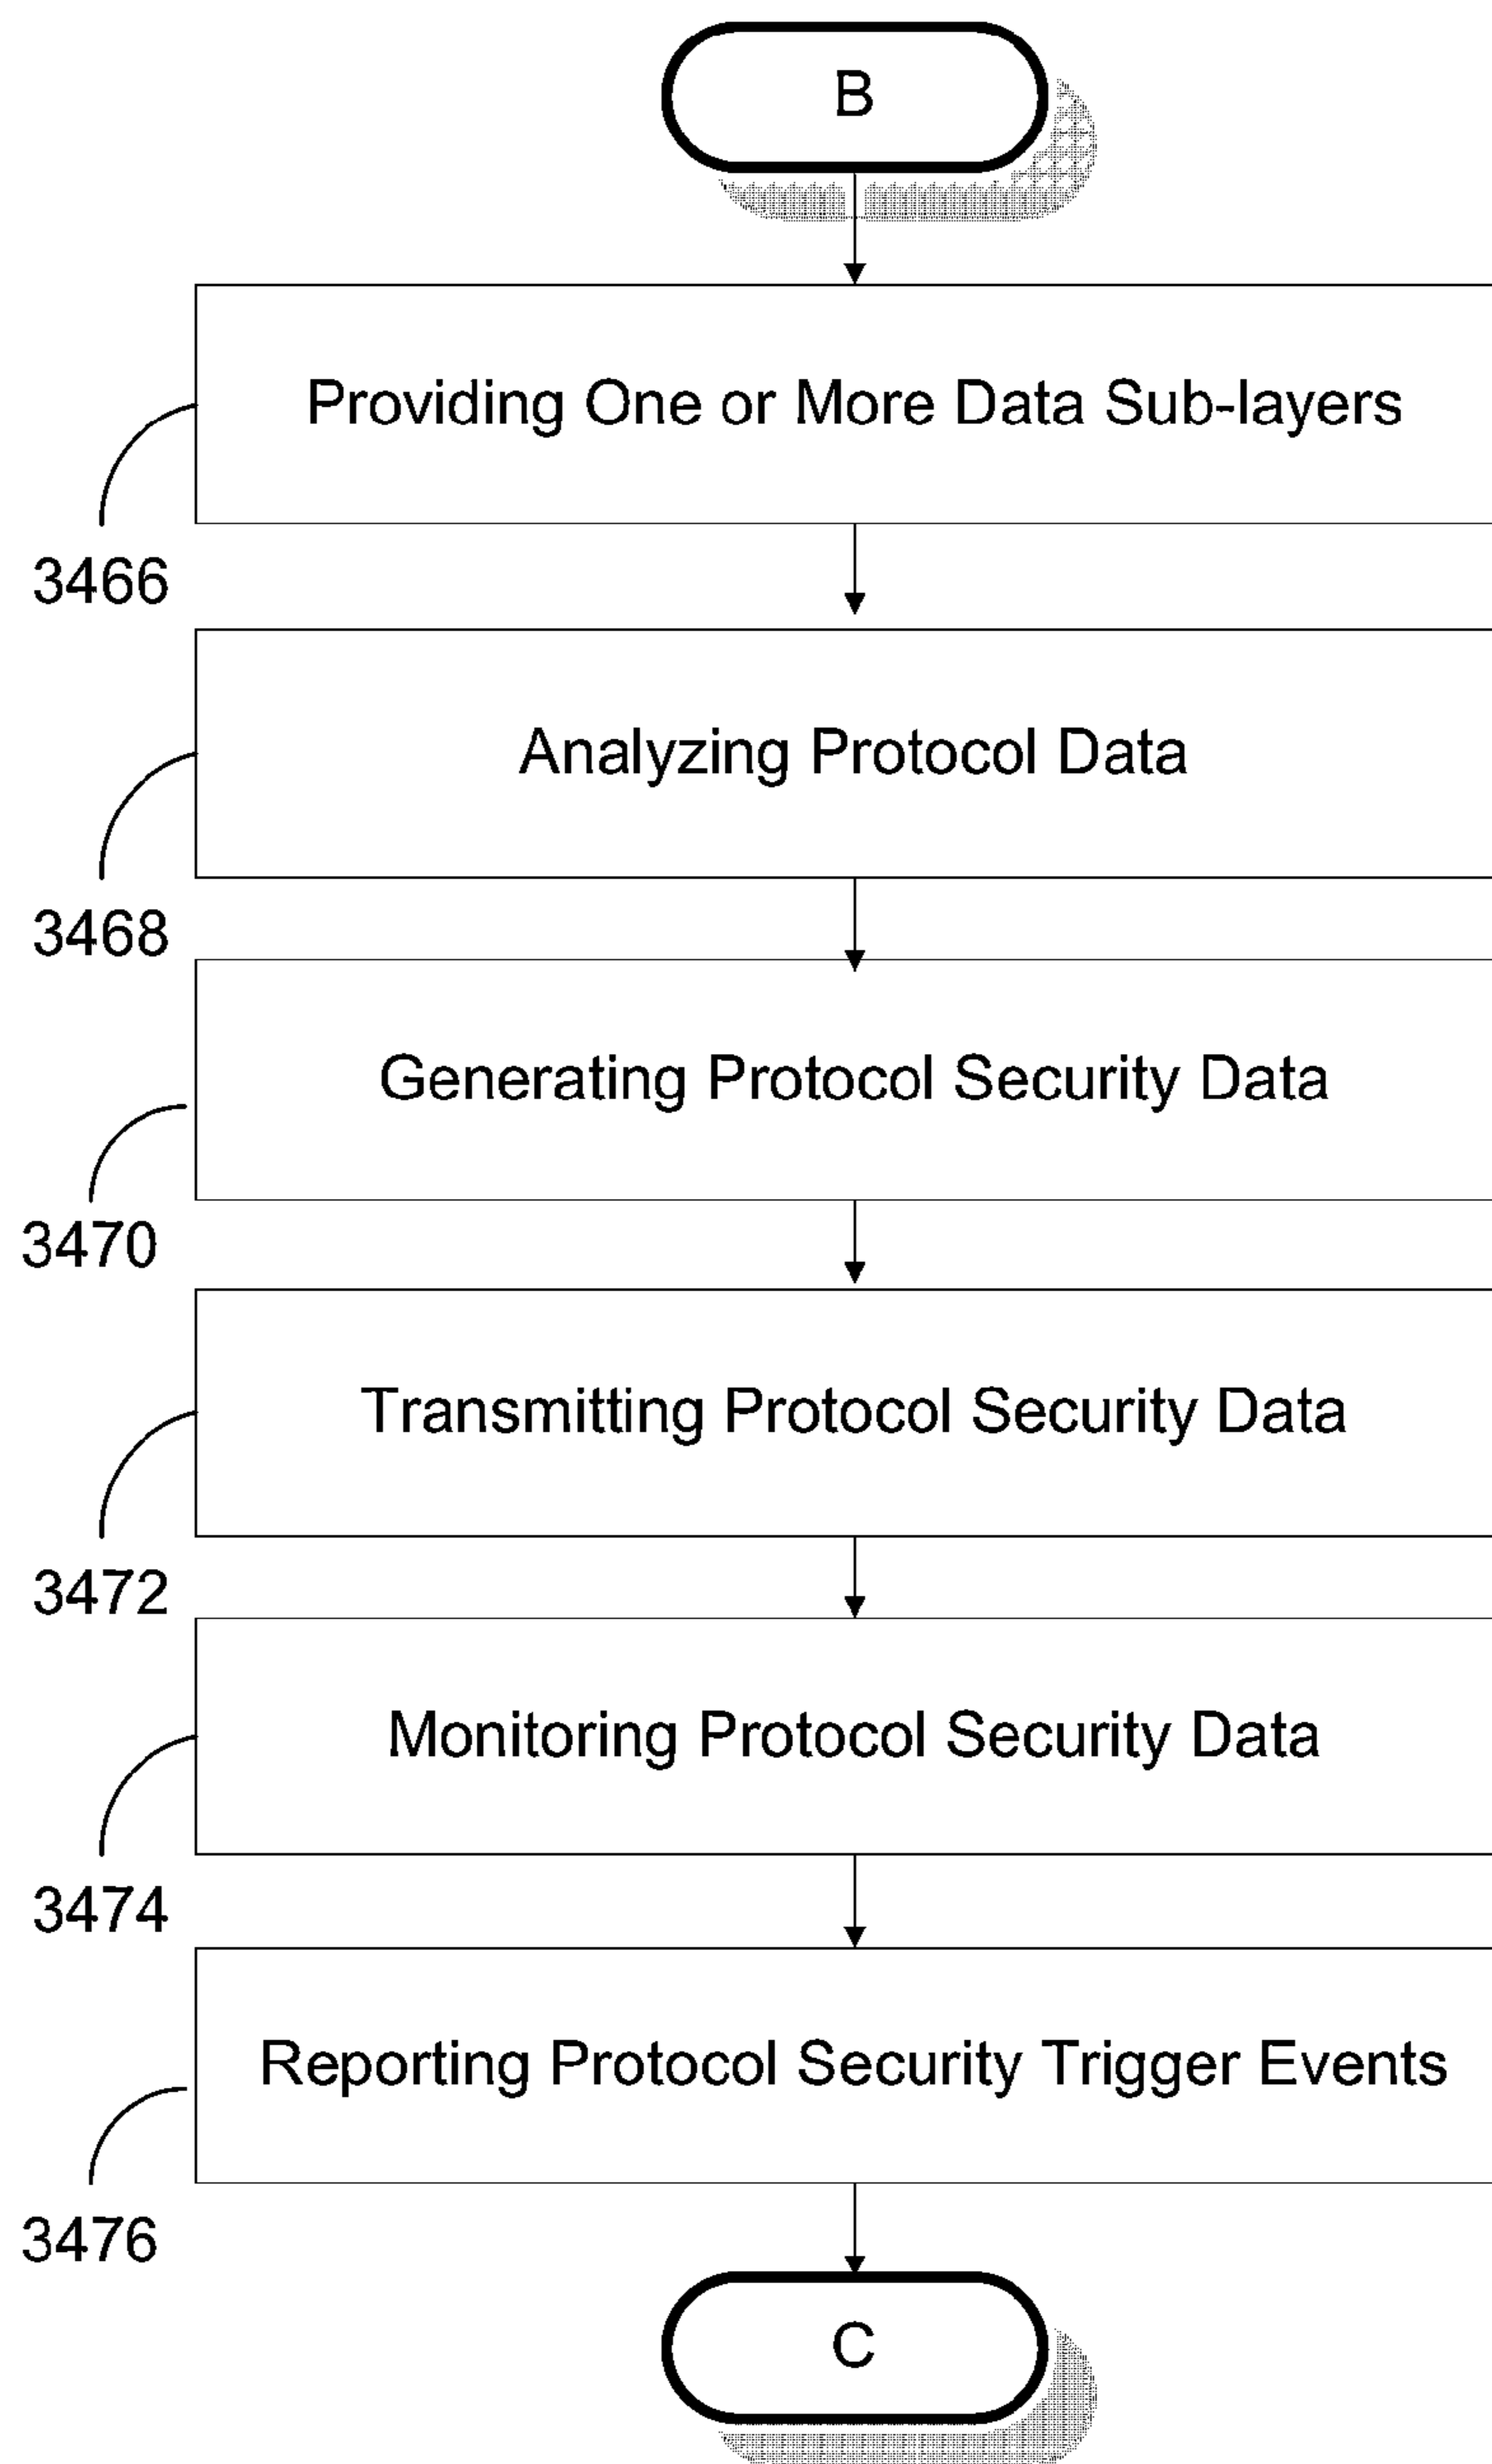 B
Providing One or More Data Sub-layers
3466
Analyzing Protocol Data
3468
Generating Protocol Security Data
3470
Transmitting Protocol Security Data
3472
Monitoring Protocol Security Data
3474
Reporting Protocol Security Trigger Events
3476
C